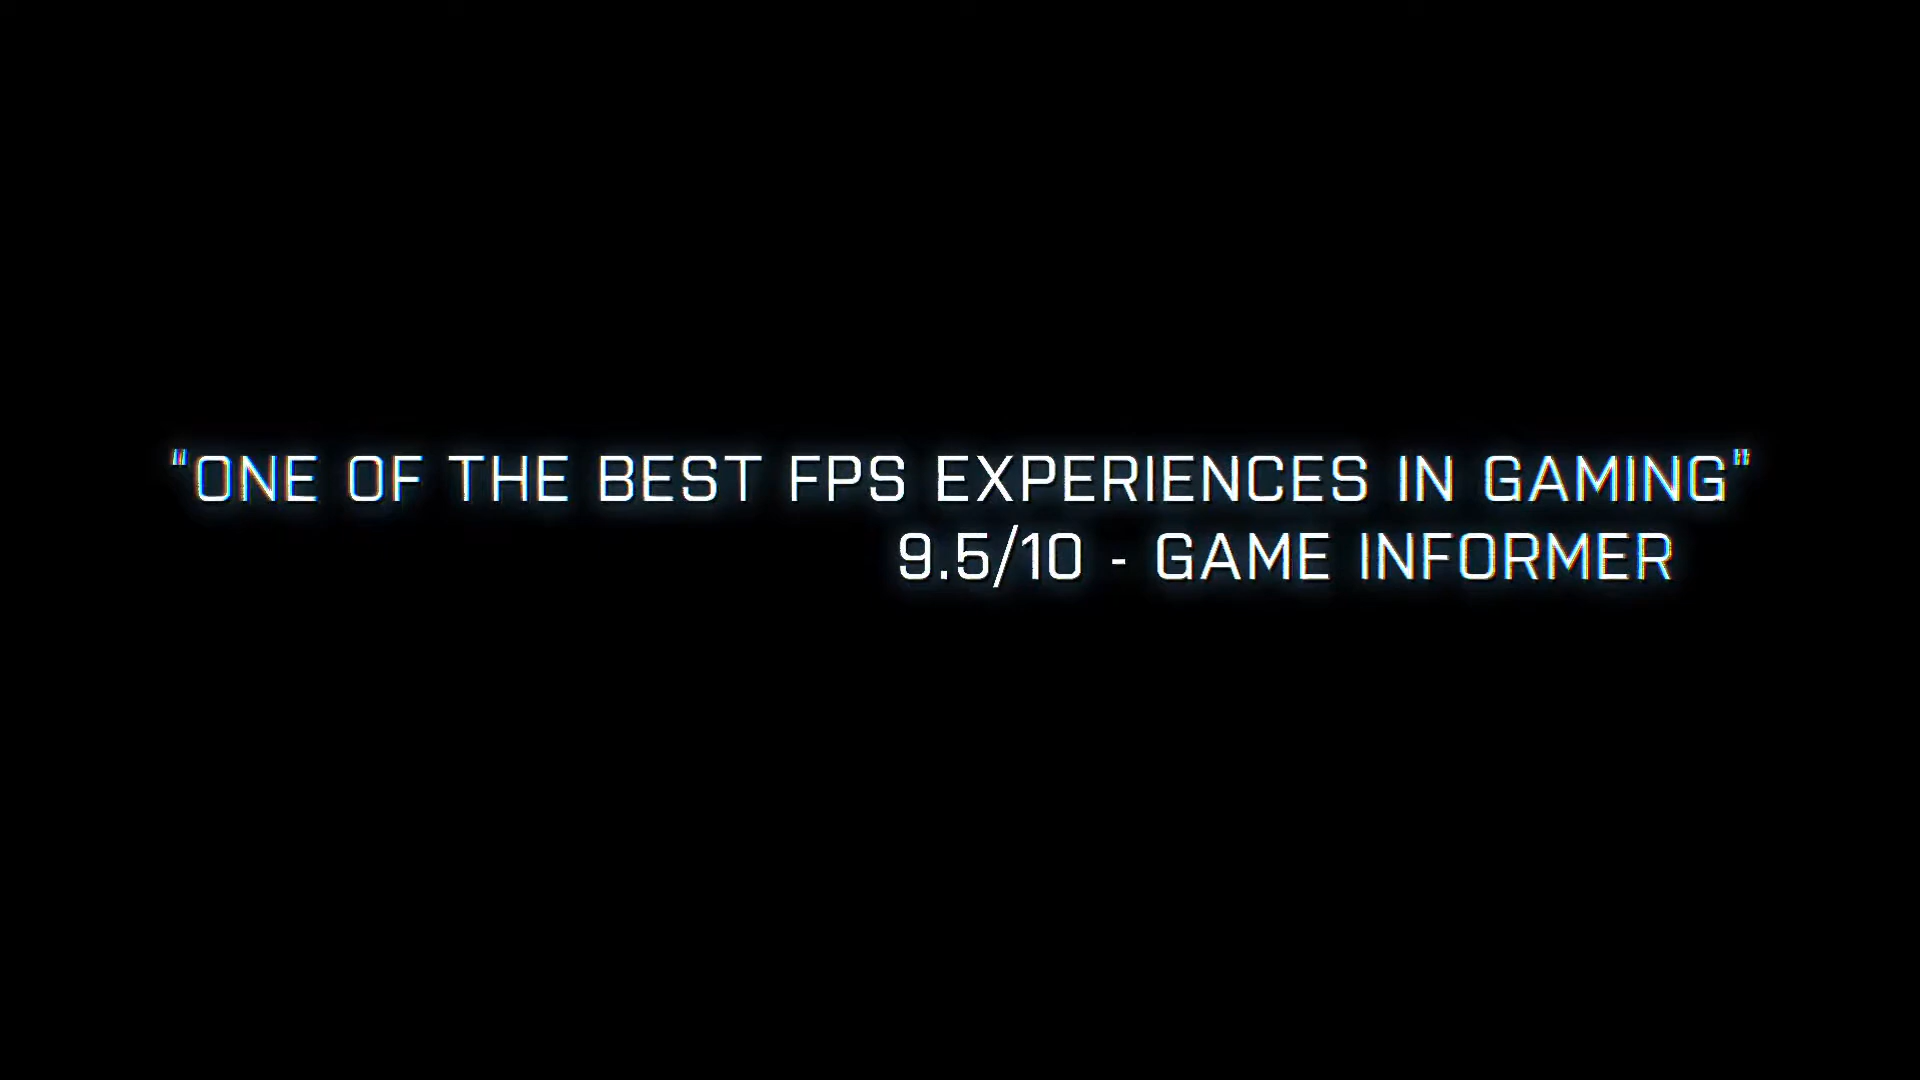 "ONE OF THE BEST FPS EXPERIENCES IN GAMING"
9.5/10 - GAME INFORMER